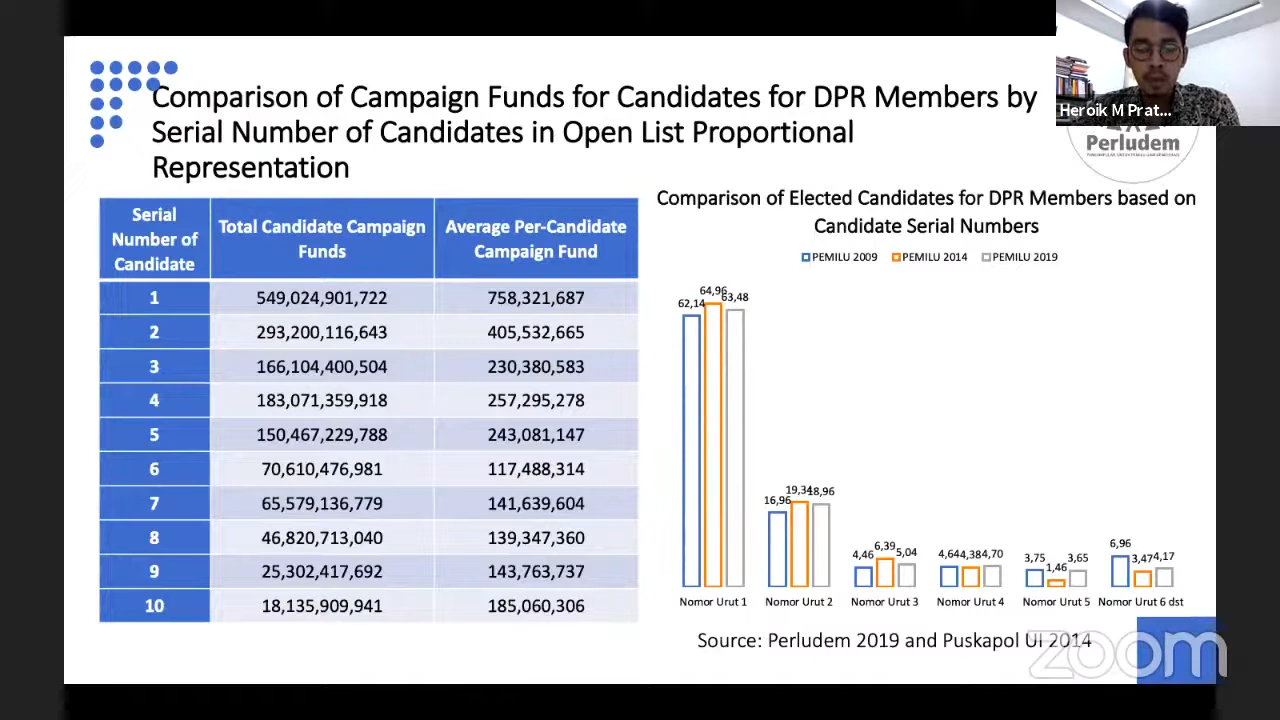 Comparison of Campaign Funds for Candidates for DPR Members by
Serial Number of Candidates in Open List Proportional
Representation
Heroik M Prat...
Perludem
Serial
Number of
Candidate
Total Candidate Campaign
Funds
Average Per-Candidate
Campaign Fund
1 549,024,901,722 758,321,687
2 293,200,116,643 405,532,665
3 166,104,400,504 230,380,583
4 183,071,359,918 257,295,278
5 150,467,229,788 243,081,147
6 70,610,476,981 117,488,314
7 65,579,136,779 141,639,604
8 46,820,713,040 139,347,360
9 25,302,417,692 143,763,737
10 18,135,909,941 185,060,306
Comparison of Elected Candidates for DPR Members based on
Candidate Serial Numbers
PEMILU 2009 PEMILU 2014 PEMILU 2019
62,14 64,96 63,48
16,96 19,34 18,96
4,46 6,39 5,04
4,64 4,38 4,70
3,75 1,46 3,65
6,96 3,47 4,17
Nomor Urut 1 Nomor Urut 2 Nomor Urut 3 Nomor Urut 4 Nomor Urut 5 Nomor Urut 6 dst
Source: Perludem 2019 and Puskapol UI 2014
zoom